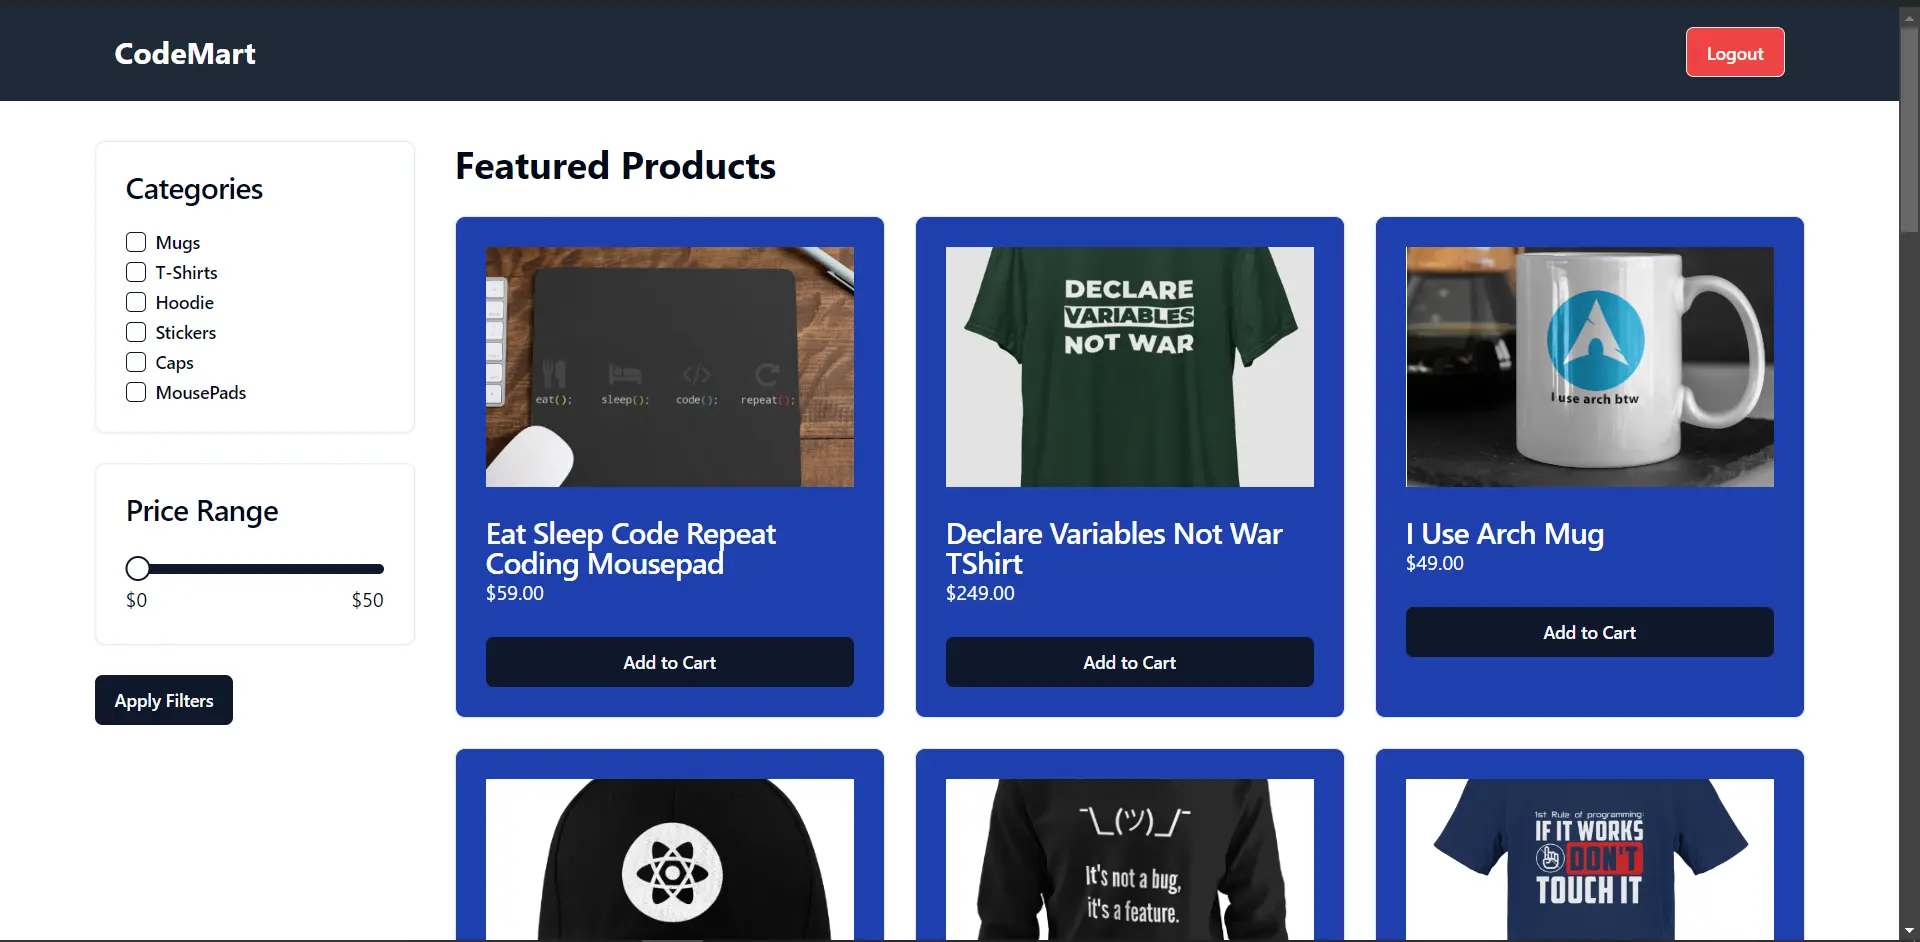 CodeMart
Logout
Categories
Mugs
T-Shirts
Hoodie
Stickers
Caps
MousePads
Price Range
$0
$50
Apply Filters
Featured Products
eat(); sleep(); code(); repeat();
Eat Sleep Code Repeat
Coding Mousepad
$59.00
Add to Cart
DECLARE
VARIABLES
NOT WAR
Declare Variables Not War
TShirt
$249.00
Add to Cart
I use arch btw
I Use Arch Mug
$49.00
Add to Cart
¯\_(ツ)_/¯
It's not a bug,
it's a feature.
1st Rule of programming:
IF IT WORKS
DON'T
TOUCH IT